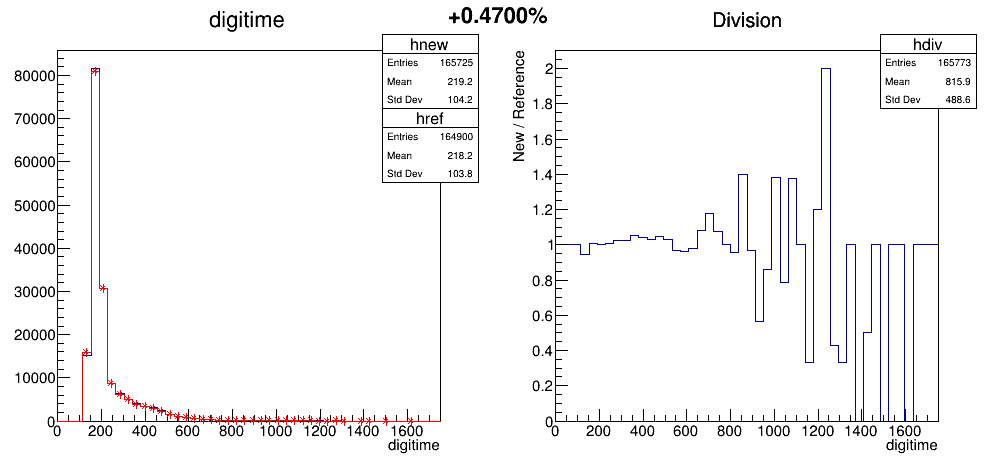 +0.4700%
digitime
hnew
Entries 165725
Mean 219.2
Std Dev 104.2
href
Entries 164900
Mean 218.2
Std Dev 103.8
80000
70000
60000
50000
40000
30000
20000
10000
0
0 200 400 600 800 1000 1200 1400 1600
digitime
Division
hdiv
Entries 165773
Mean 815.9
Std Dev 488.6
New / Reference
2
1.8
1.6
1.4
1.2
1
0.8
0.6
0.4
0.2
0
0 200 400 600 800 1000 1200 1400 1600
digitime